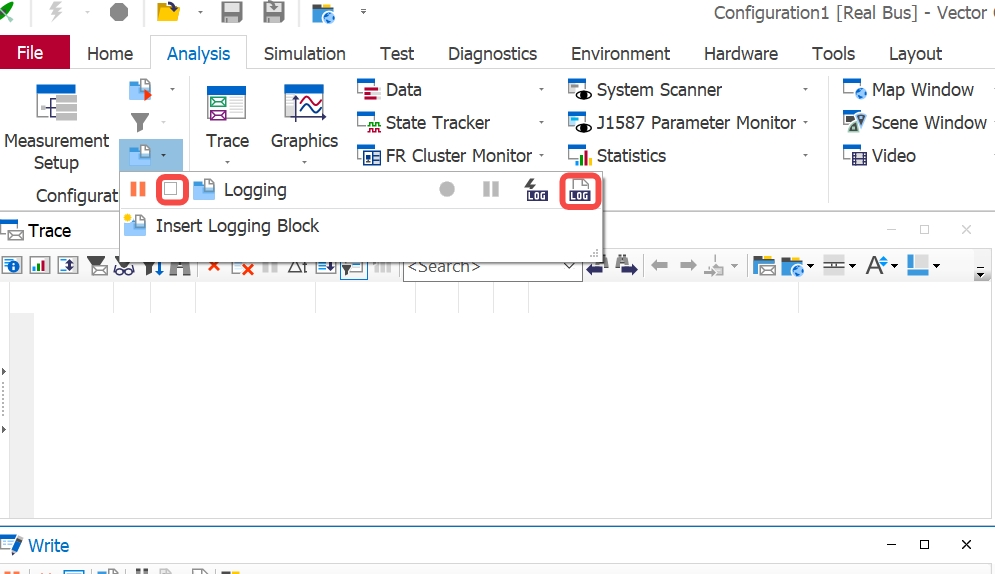 Configuration1 [Real Bus] - Vector
File Home Analysis Simulation Test Diagnostics Environment Hardware Tools Layout
Data System Scanner Map Window
State Tracker J1587 Parameter Monitor Scene Window
Measurement Setup Trace Graphics FR Cluster Monitor Statistics Video
Configurat
Logging LOG LOG
Insert Logging Block
Trace
Δt <Search> A
Write